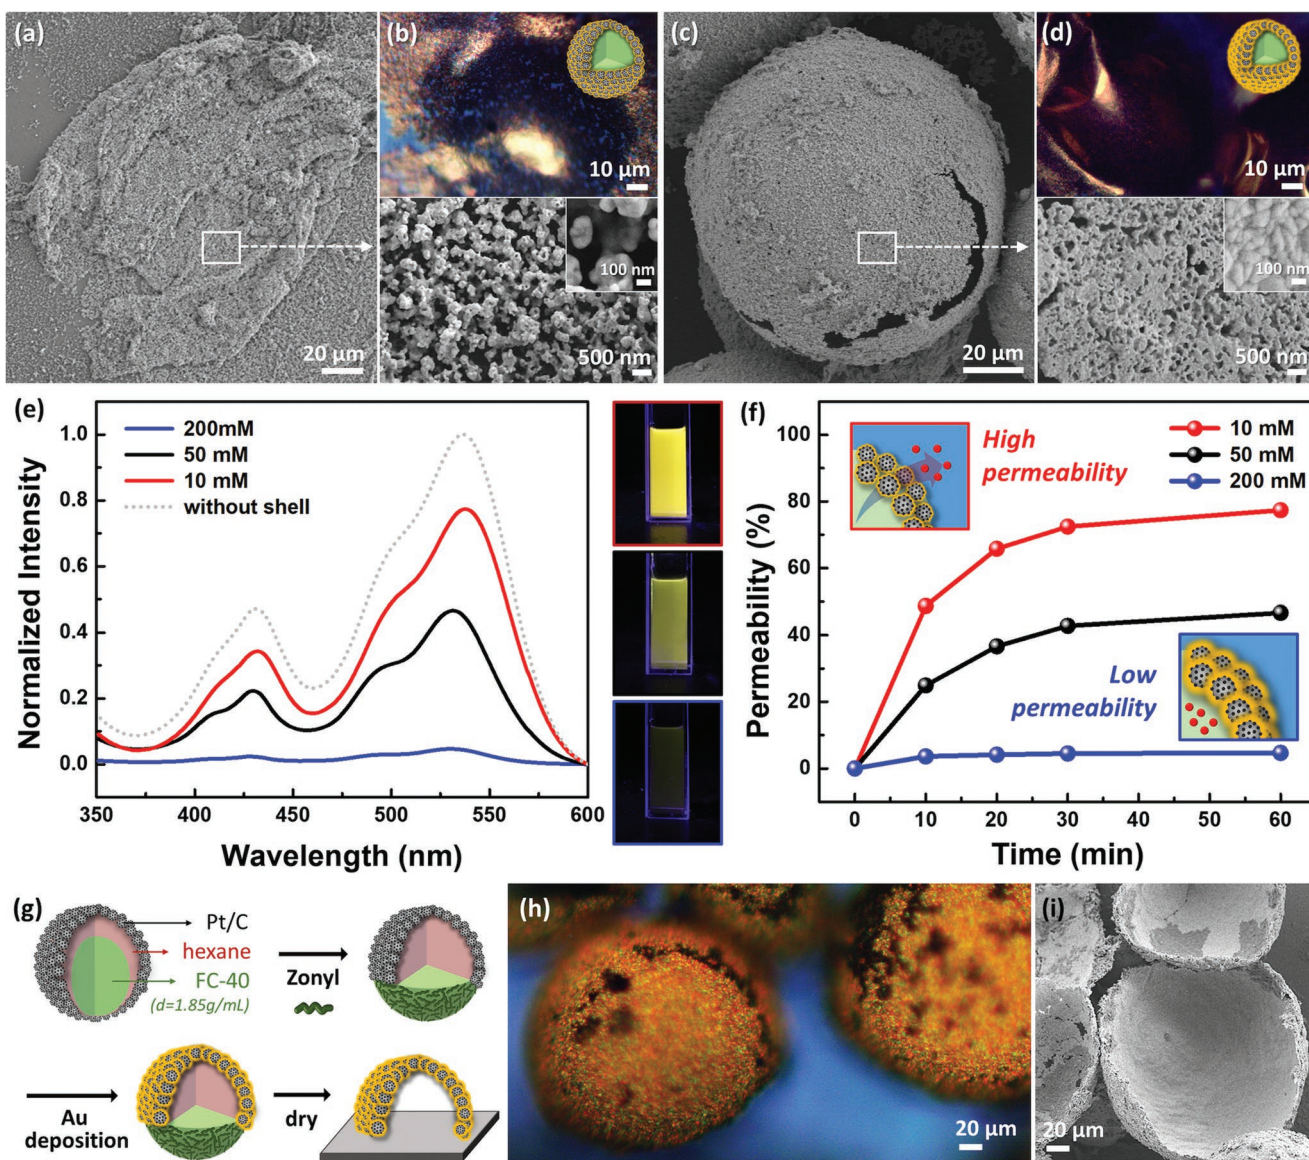 (a)
20 μm
(b)
10 μm
100 nm
500 nm
(c)
20 μm
(d)
10 μm
100 nm
500 nm
(e)
Normalized Intensity
1.0
0.8
0.6
0.4
0.2
0.0
200mM
50 mM
10 mM
without shell
350
400
450
500
550
600
Wavelength (nm)
(f)
Permeability (%)
100
80
60
40
20
0
High
permeability
10 mM
50 mM
200 mM
Low
permeability
0
10
20
30
40
50
60
Time (min)
(g)
Pt/C
hexane
FC-40
(d=1.85g/mL)
Zonyl
Au
deposition
dry
(h)
20 μm
(i)
20 μm